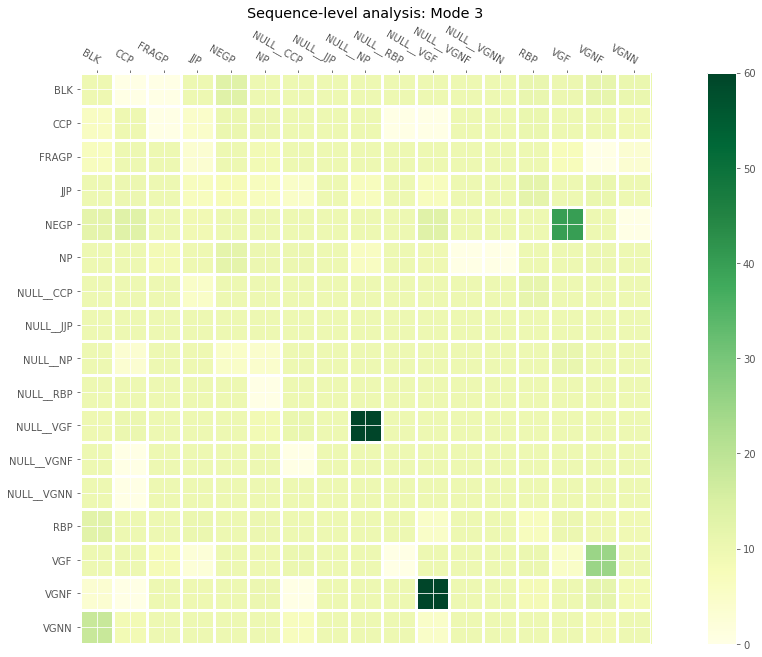 Sequence-level analysis: Mode 3
BLK CCP FRAGP JJP NEGP NP NULL__CCP NULL__JJP NULL__NP NULL__RBP NULL__VGF NULL__VGNF NULL__VGNN RBP VGF VGNF VGNN
BLK
CCP
FRAGP
JJP
NEGP
NP
NULL__CCP
NULL__JJP
NULL__NP
NULL__RBP
NULL__VGF
NULL__VGNF
NULL__VGNN
RBP
VGF
VGNF
VGNN
60
50
40
30
20
10
0